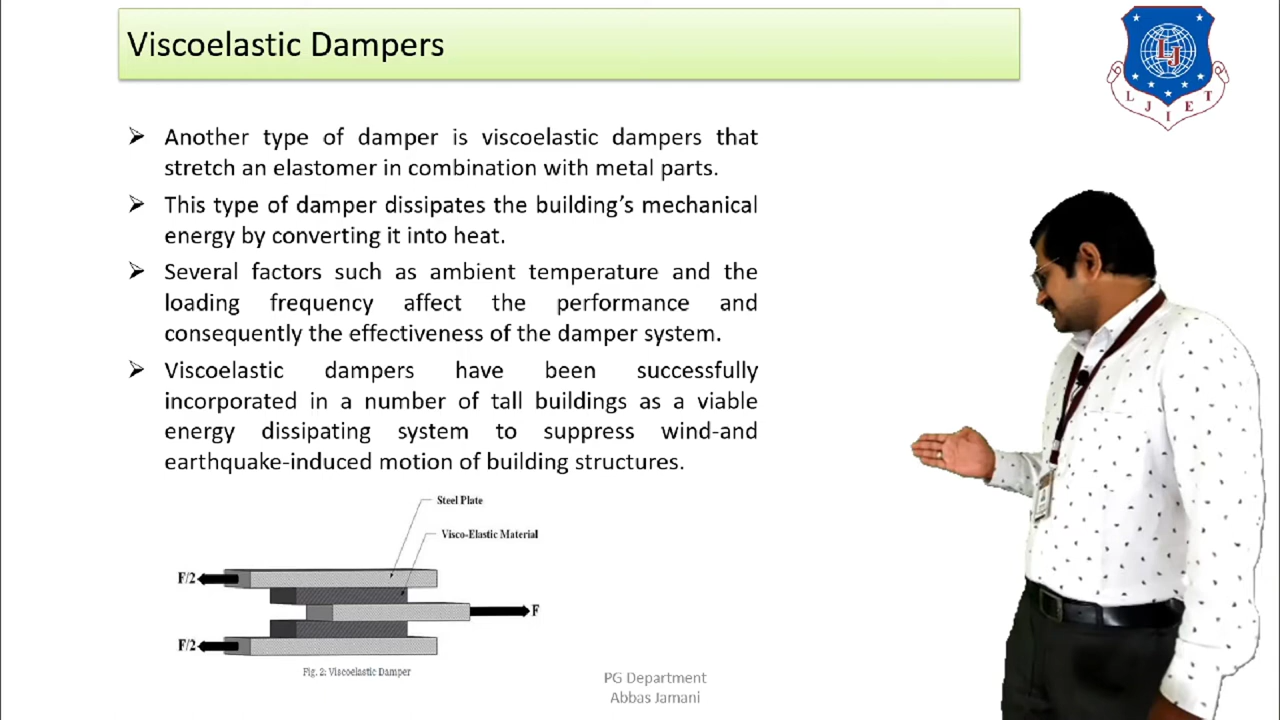 Viscoelastic Dampers
LJIET
➢ Another type of damper is viscoelastic dampers that
stretch an elastomer in combination with metal parts.
➢ This type of damper dissipates the building’s mechanical
energy by converting it into heat.
➢ Several factors such as ambient temperature and the
loading frequency affect the performance and
consequently the effectiveness of the damper system.
➢ Viscoelastic dampers have been successfully
incorporated in a number of tall buildings as a viable
energy dissipating system to suppress wind-and
earthquake-induced motion of building structures.
Steel Plate
Visco-Elastic Material
F/2
F
F/2
Fig. 2: Viscoelastic Damper
PG Department
Abbas Jamani